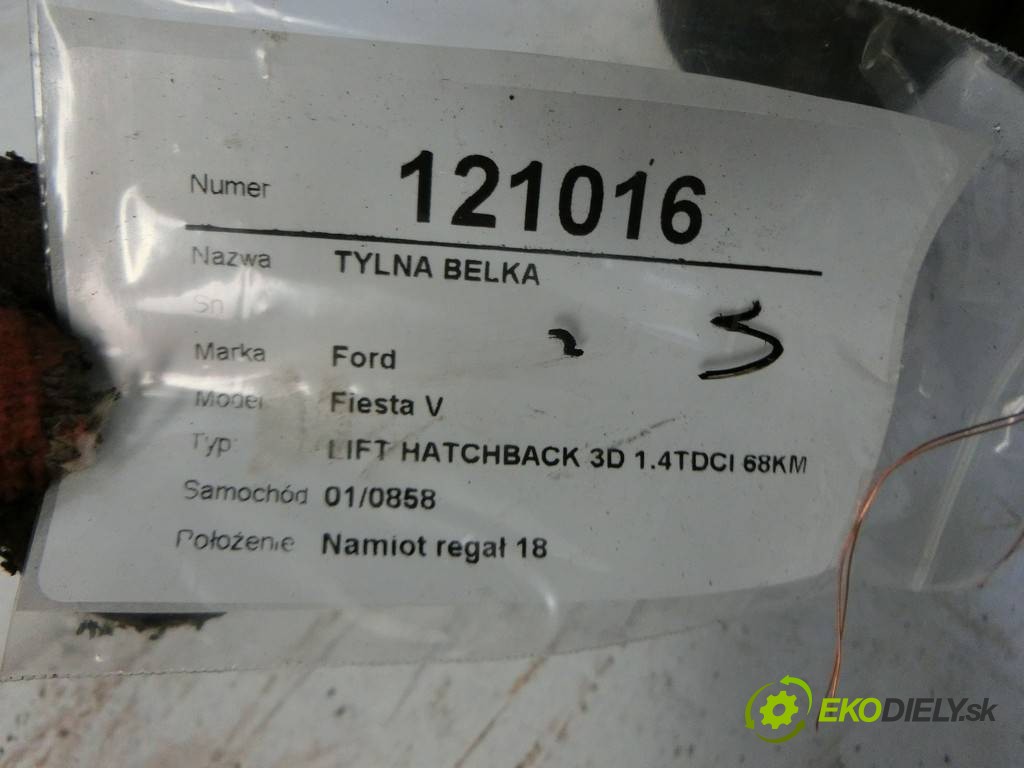 Numer 121016
Nazwa TYLNA BELKA
Sn
Marka Ford
Model Fiesta V
Typ LIFT HATCHBACK 3D 1.4TDCI 68KM
Samochód 01/0858
Położenie Namiot regał 18
EKODIELY.sk